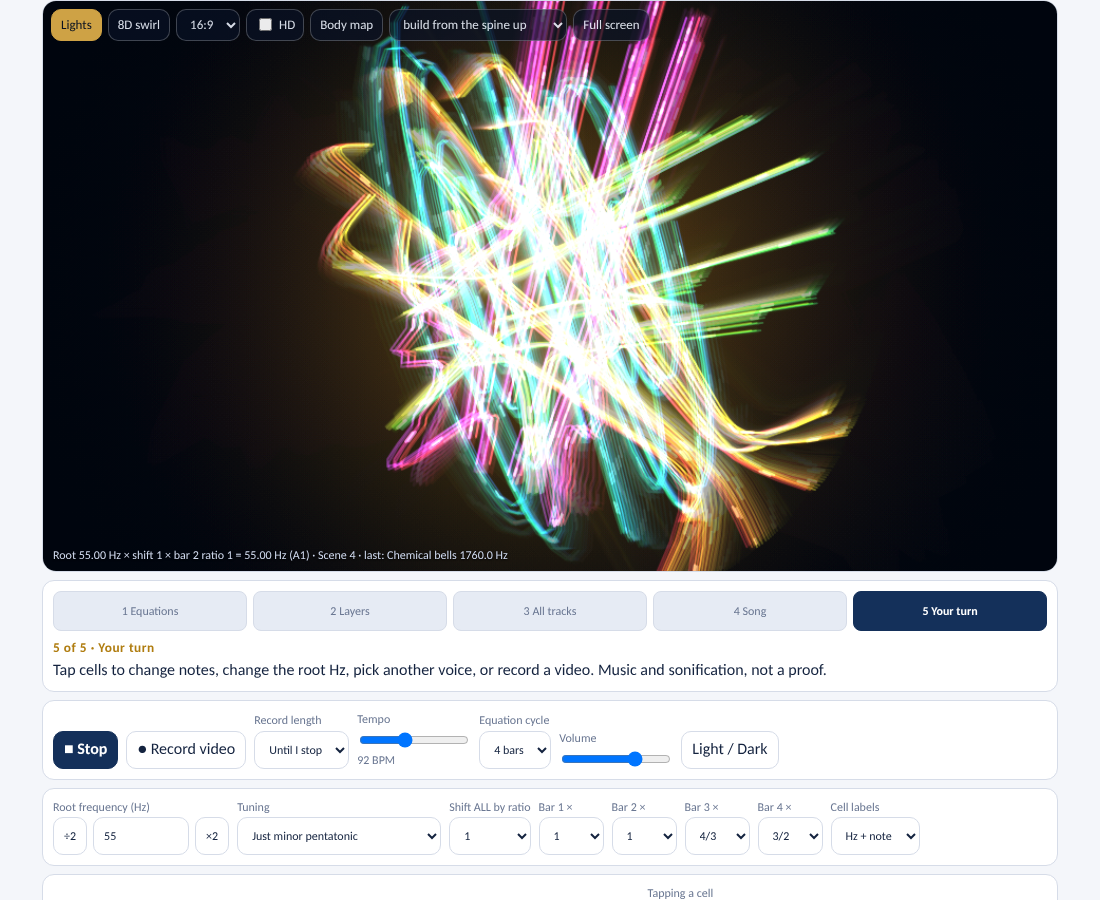 Lights 8D swirl 16:9 HD Body map build from the spine up Full screen
Root 55.00 Hz × shift 1 × bar 2 ratio 1 = 55.00 Hz (A1) · Scene 4 · last: Chemical bells 1760.0 Hz
1 Equations 2 Layers 3 All tracks 4 Song 5 Your turn
5 of 5 · Your turn
Tap cells to change notes, change the root Hz, pick another voice, or record a video. Music and sonification, not a proof.
Record length Tempo Equation cycle Volume
■ Stop ● Record video Until I stop 4 bars Light / Dark
92 BPM
Root frequency (Hz) Tuning Shift ALL by ratio Bar 1 × Bar 2 × Bar 3 × Bar 4 × Cell labels
÷2 55 ×2 Just minor pentatonic 1 1 1 4/3 3/2 Hz + note
Tapping a cell